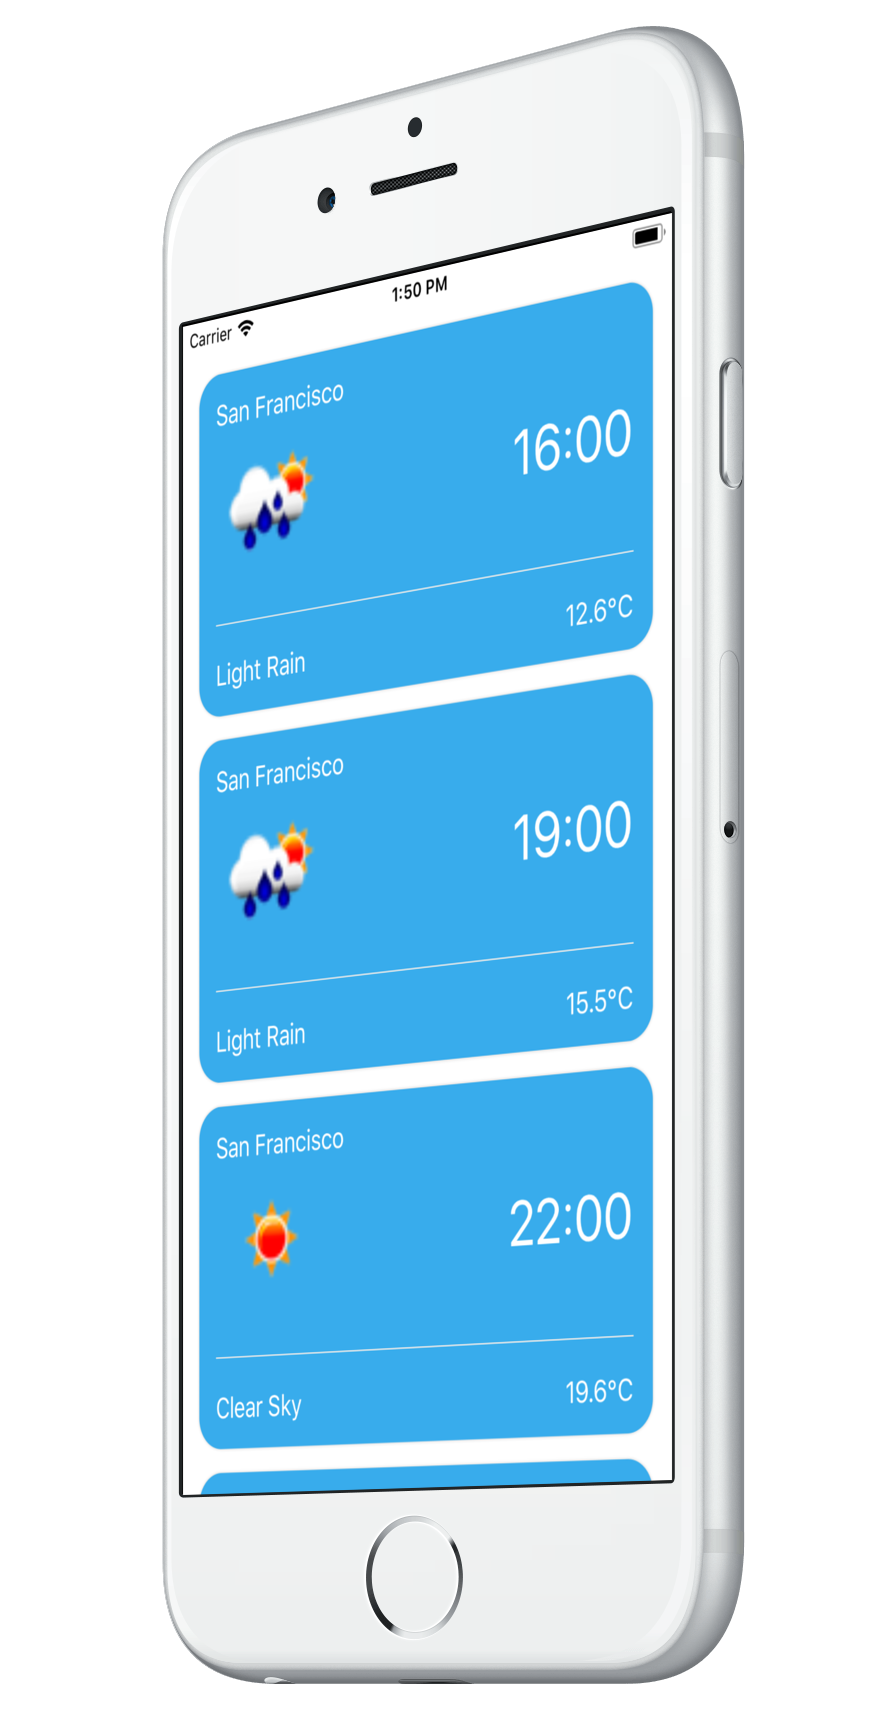 Carrier 1:50 PM
San Francisco
16:00
Light Rain 12.6°C
San Francisco
19:00
Light Rain 15.5°C
San Francisco
22:00
Clear Sky 19.6°C